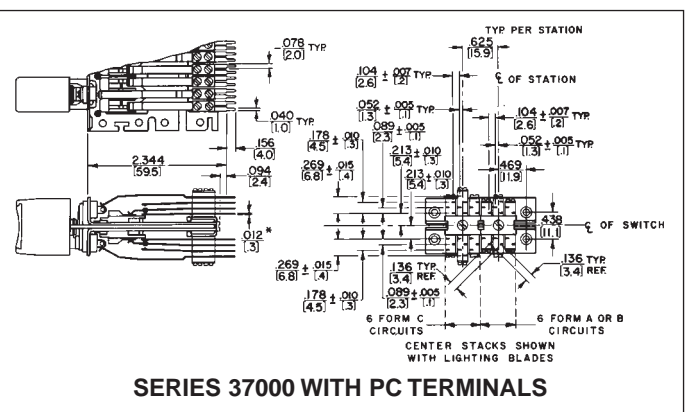 TYP. PER STATION
.625
[15.9]
.078 TYP.
[2.0]
.104 ± .007 TYP.
[2.6] [.2]
℄ OF STATION
.052 ± .005 TYP.
[1.3] [.1]
.104 ± .007
[2.6] [.2]
.040 TYP.
[1.0]
.089 ± .005
[2.3] [.1]
.052 ± .005 TYP.
[1.3] [.1]
.178 ± .010
[4.5] [.3]
.156
[4.0]
.213 ± .010
[5.4] [.3]
.469
[11.9]
2.344
[59.5]
.269 ± .015
[6.8] [.4]
.094
[2.4]
.213 ± .010
[5.4] [.3]
.438
[11.1]
℄ OF SWITCH
.012 *
[.3]
.269 ± .015
[6.8] [.4]
.136 TYP.
[3.4] REF.
.136 TYP.
[3.4] REF.
.178 ± .010
[4.5] [.3]
.089 ± .005
[2.3] [.1]
6 FORM C
CIRCUITS
6 FORM A OR B
CIRCUITS
CENTER STACKS SHOWN
WITH LIGHTING BLADES
SERIES 37000 WITH PC TERMINALS